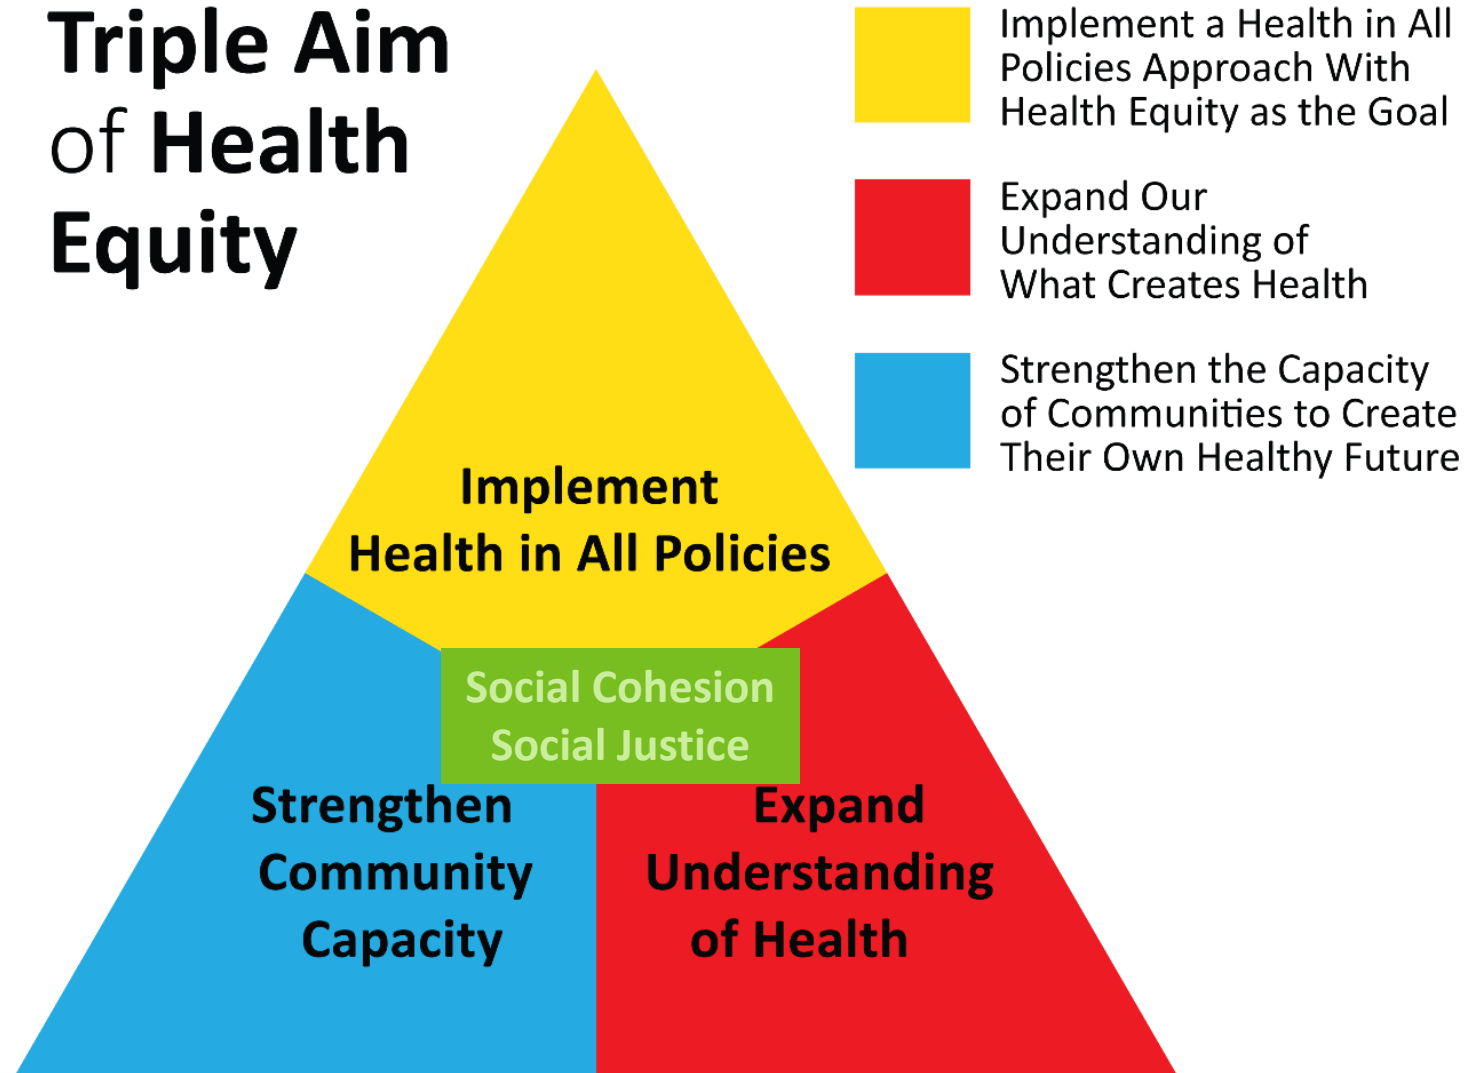 Triple Aim
of Health
Equity
Implement a Health in All
Policies Approach With
Health Equity as the Goal
Expand Our
Understanding of
What Creates Health
Strengthen the Capacity
of Communities to Create
Their Own Healthy Future
Implement
Health in All Policies
Social Cohesion
Social Justice
Strengthen
Community
Capacity
Expand
Understanding
of Health